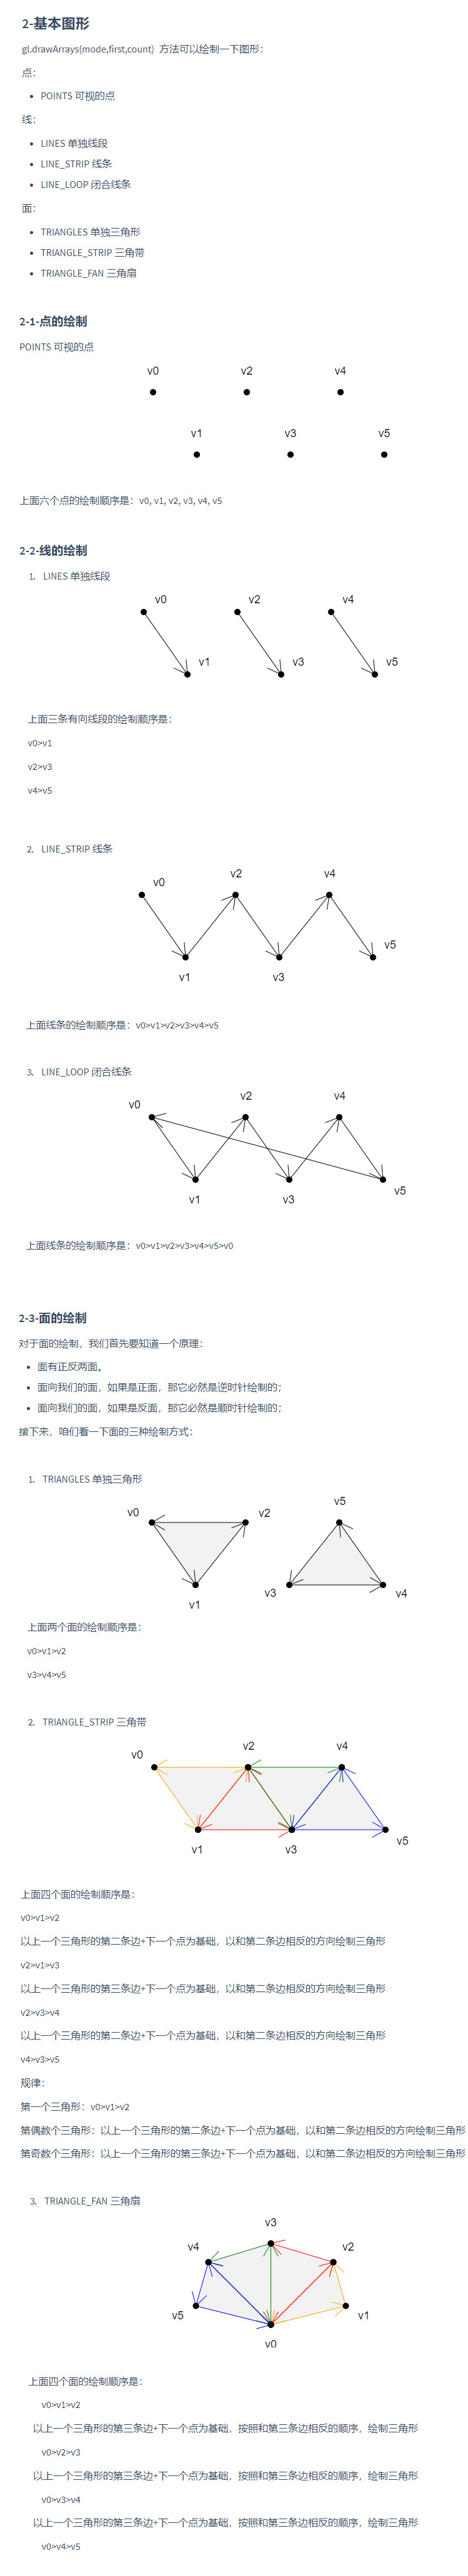 2-基本图形
gl.drawArrays(mode,first,count) 方法可以绘制一下图形：
点：
• POINTS 可视的点
线：
• LINES 单独线段
• LINE_STRIP 线条
• LINE_LOOP 闭合线条
面：
• TRIANGLES 单独三角形
• TRIANGLE_STRIP 三角带
• TRIANGLE_FAN 三角扇
2-1-点的绘制
POINTS 可视的点
v0 v2 v4
v1 v3 v5
上面六个点的绘制顺序是：v0, v1, v2, v3, v4, v5
2-2-线的绘制
1. LINES 单独线段
v0 v2 v4
v1 v3 v5
上面三条有向线段的绘制顺序是：
v0>v1
v2>v3
v4>v5
2. LINE_STRIP 线条
v2 v4
v0
v5
v1 v3
上面线条的绘制顺序是：v0>v1>v2>v3>v4>v5
3. LINE_LOOP 闭合线条
v2 v4
v0
v5
v1 v3
上面线条的绘制顺序是：v0>v1>v2>v3>v4>v5>v0
2-3-面的绘制
对于面的绘制，我们首先要知道一个原理：
• 面有正反两面。
• 面向我们的面，如果是正面，那它必然是逆时针绘制的；
• 面向我们的面，如果是反面，那它必然是顺时针绘制的；
接下来，咱们看一下面的三种绘制方式：
1. TRIANGLES 单独三角形
v5
v0 v2
v3 v4
v1
上面两个面的绘制顺序是：
v0>v1>v2
v3>v4>v5
2. TRIANGLE_STRIP 三角带
v2 v4
v0
v5
v1 v3
上面四个面的绘制顺序是：
v0>v1>v2
以上一个三角形的第二条边+下一个点为基础，以和第二条边相反的方向绘制三角形
v2>v1>v3
以上一个三角形的第三条边+下一个点为基础，以和第二条边相反的方向绘制三角形
v2>v3>v4
以上一个三角形的第二条边+下一个点为基础，以和第二条边相反的方向绘制三角形
v4>v3>v5
规律：
第一个三角形：v0>v1>v2
第偶数个三角形：以上一个三角形的第二条边+下一个点为基础，以和第二条边相反的方向绘制三角形
第奇数个三角形：以上一个三角形的第三条边+下一个点为基础，以和第二条边相反的方向绘制三角形
3. TRIANGLE_FAN 三角扇
v3
v4 v2
v5 v1
v0
上面四个面的绘制顺序是：
v0>v1>v2
以上一个三角形的第三条边+下一个点为基础，按照和第三条边相反的顺序，绘制三角形
v0>v2>v3
以上一个三角形的第三条边+下一个点为基础，按照和第三条边相反的顺序，绘制三角形
v0>v3>v4
以上一个三角形的第三条边+下一个点为基础，按照和第三条边相反的顺序，绘制三角形
v0>v4>v5